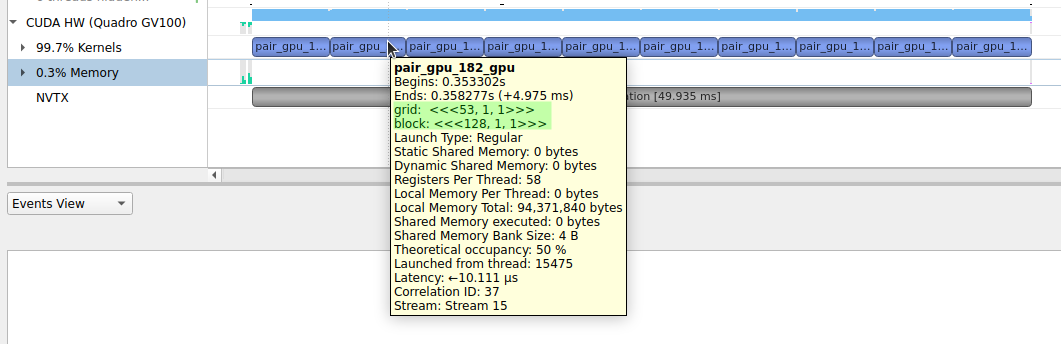 CUDA HW (Quadro GV100)
99.7% Kernels
pair_gpu_1... pair_gpu_1... pair_gpu_1... pair_gpu_1... pair_gpu_1... pair_gpu_1... pair_gpu_1... pair_gpu_1... pair_gpu_1...
0.3% Memory
NVTX
tion [49.935 ms]
pair_gpu_182_gpu
Begins: 0.353302s
Ends: 0.358277s (+4.975 ms)
grid: <<<53, 1, 1>>>
block: <<<128, 1, 1>>>
Launch Type: Regular
Static Shared Memory: 0 bytes
Dynamic Shared Memory: 0 bytes
Registers Per Thread: 58
Local Memory Per Thread: 0 bytes
Local Memory Total: 94,371,840 bytes
Shared Memory executed: 0 bytes
Shared Memory Bank Size: 4 B
Theoretical occupancy: 50 %
Launched from thread: 15475
Latency: ←10.111 μs
Correlation ID: 37
Stream: Stream 15
Events View